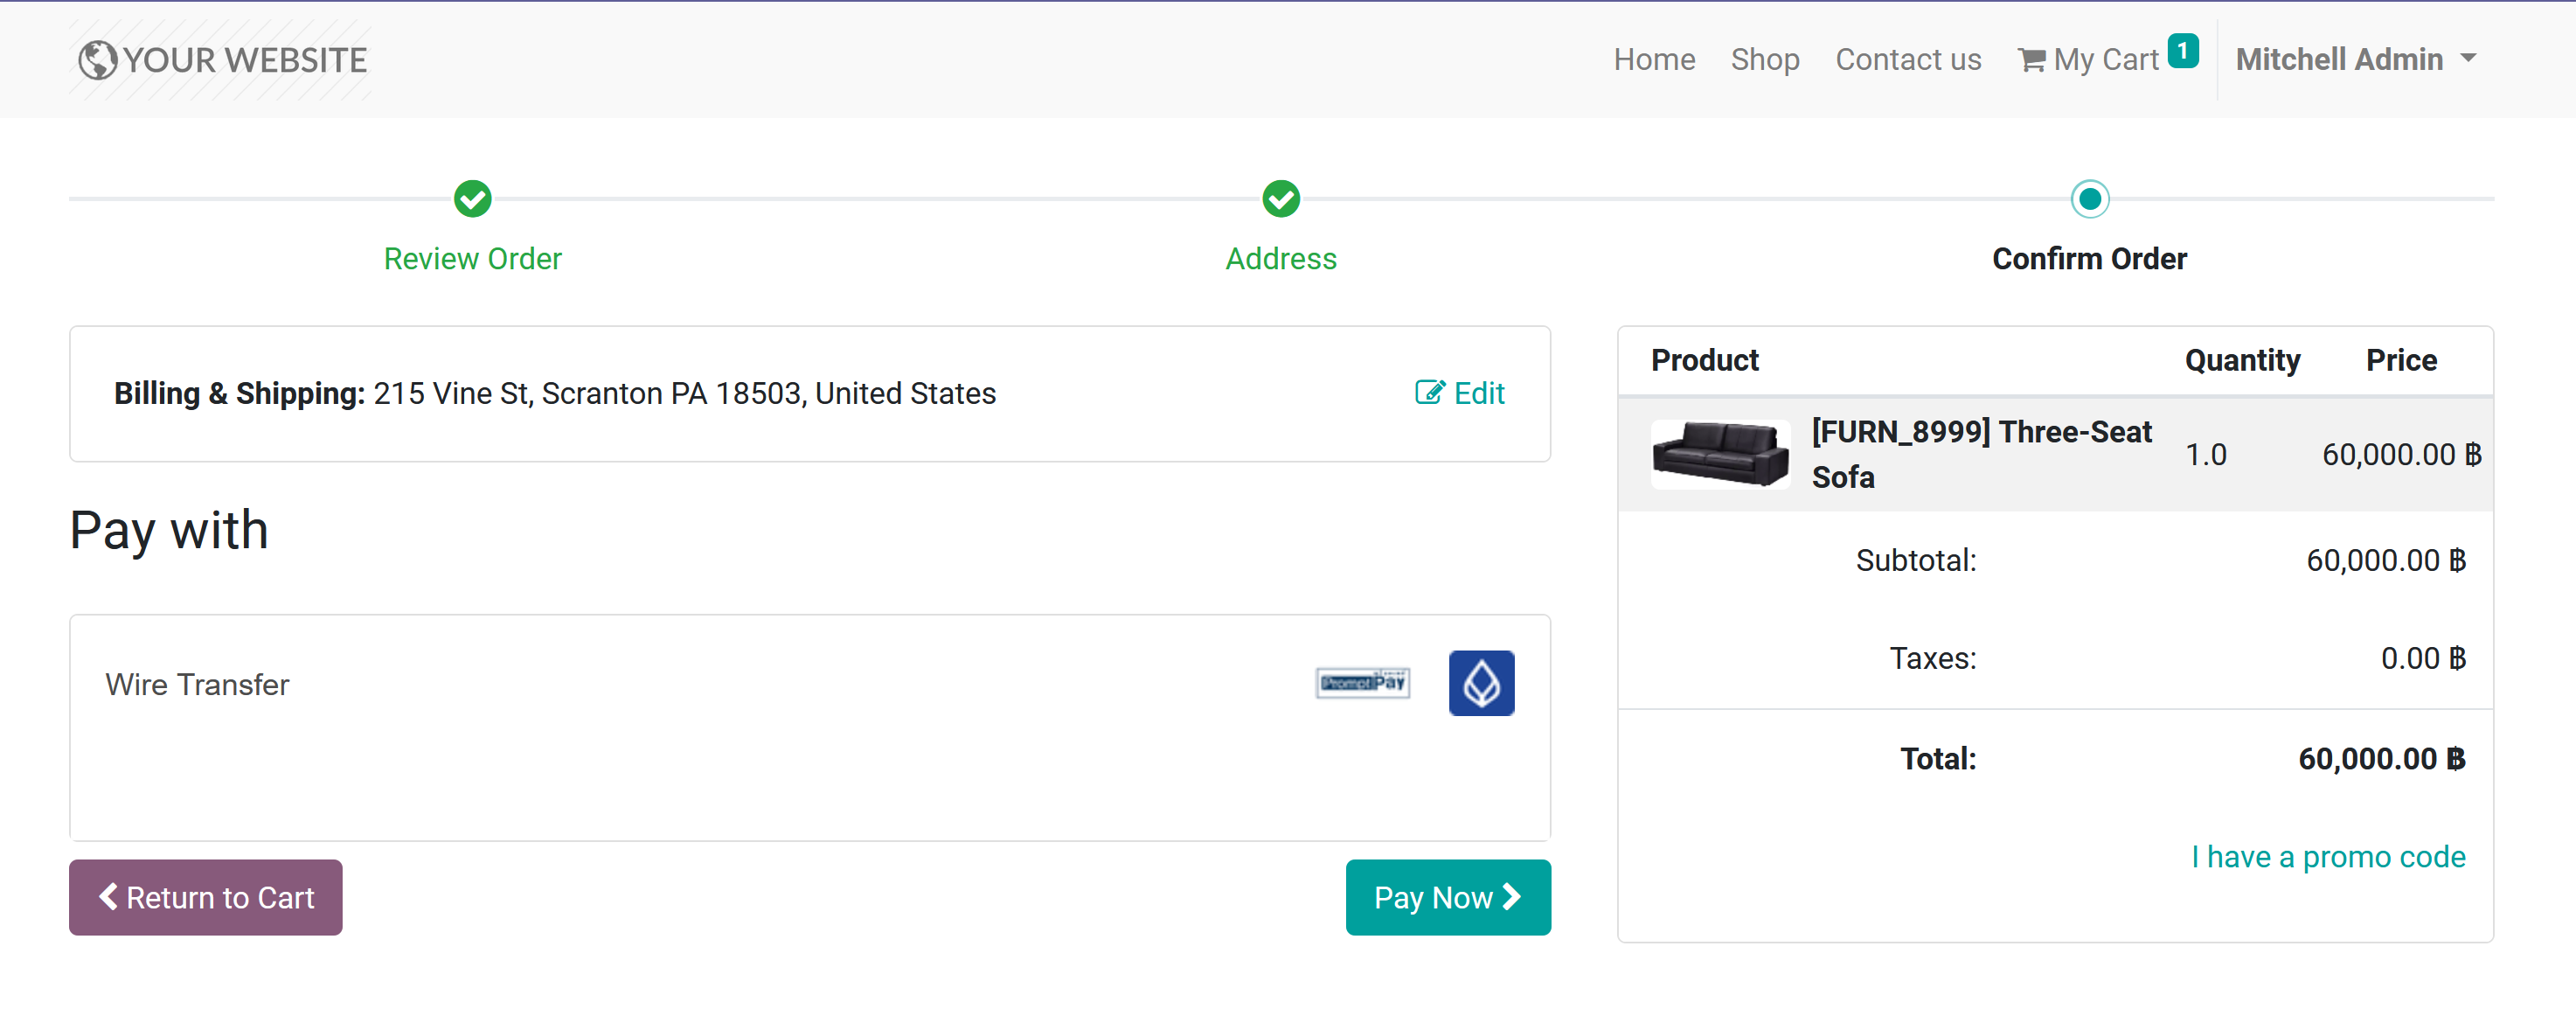 YOUR WEBSITE
Home Shop Contact us My Cart 1 Mitchell Admin
Review Order Address Confirm Order
Billing & Shipping: 215 Vine St, Scranton PA 18503, United States Edit
Pay with
Wire Transfer Prompt Pay
Return to Cart Pay Now
Product Quantity Price
[FURN_8999] Three-Seat
Sofa 1.0 60,000.00 ฿
Subtotal: 60,000.00 ฿
Taxes: 0.00 ฿
Total: 60,000.00 ฿
I have a promo code